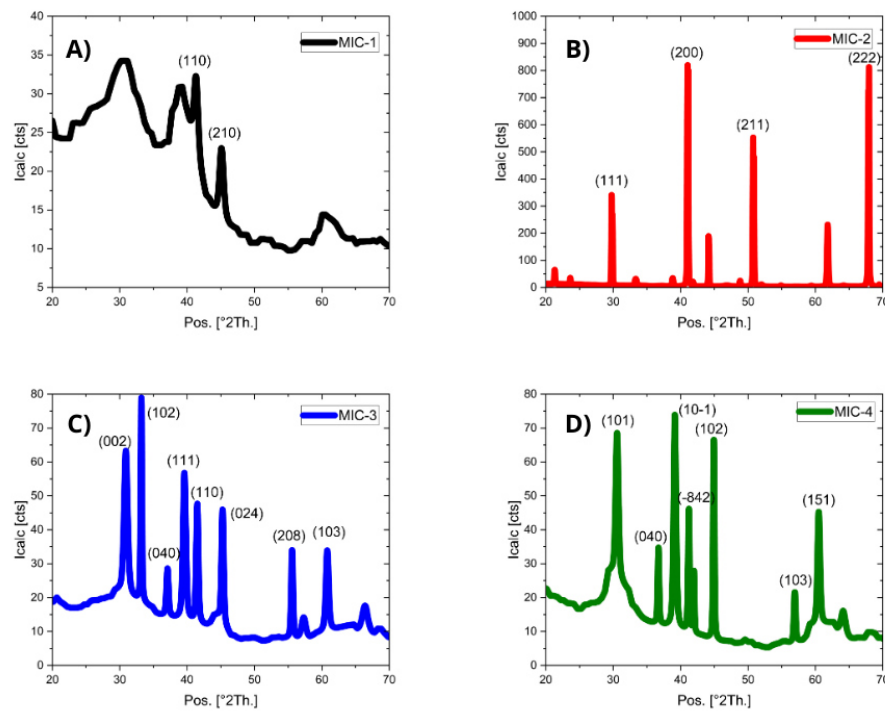 A)
MIC-1
(110)
(210)
40
35
30
25
20
15
10
5
Icalc [cts]
20 30 40 50 60 70
Pos. [°2Th.]
B)
MIC-2
(200)
(222)
(211)
(111)
1000
900
800
700
600
500
400
300
200
100
0
Icalc [cts]
20 30 40 50 60 70
Pos. [°2Th.]
C)
MIC-3
(102)
(002)
(111)
(110)
(024)
(040)
(208)
(103)
80
70
60
50
40
30
20
10
0
Icalc [cts]
20 30 40 50 60 70
Pos. [°2Th.]
D)
MIC-4
(10-1)
(101)
(102)
(-842)
(040)
(151)
(103)
80
70
60
50
40
30
20
10
0
Icalc [cts]
20 30 40 50 60 70
Pos. [°2Th.]